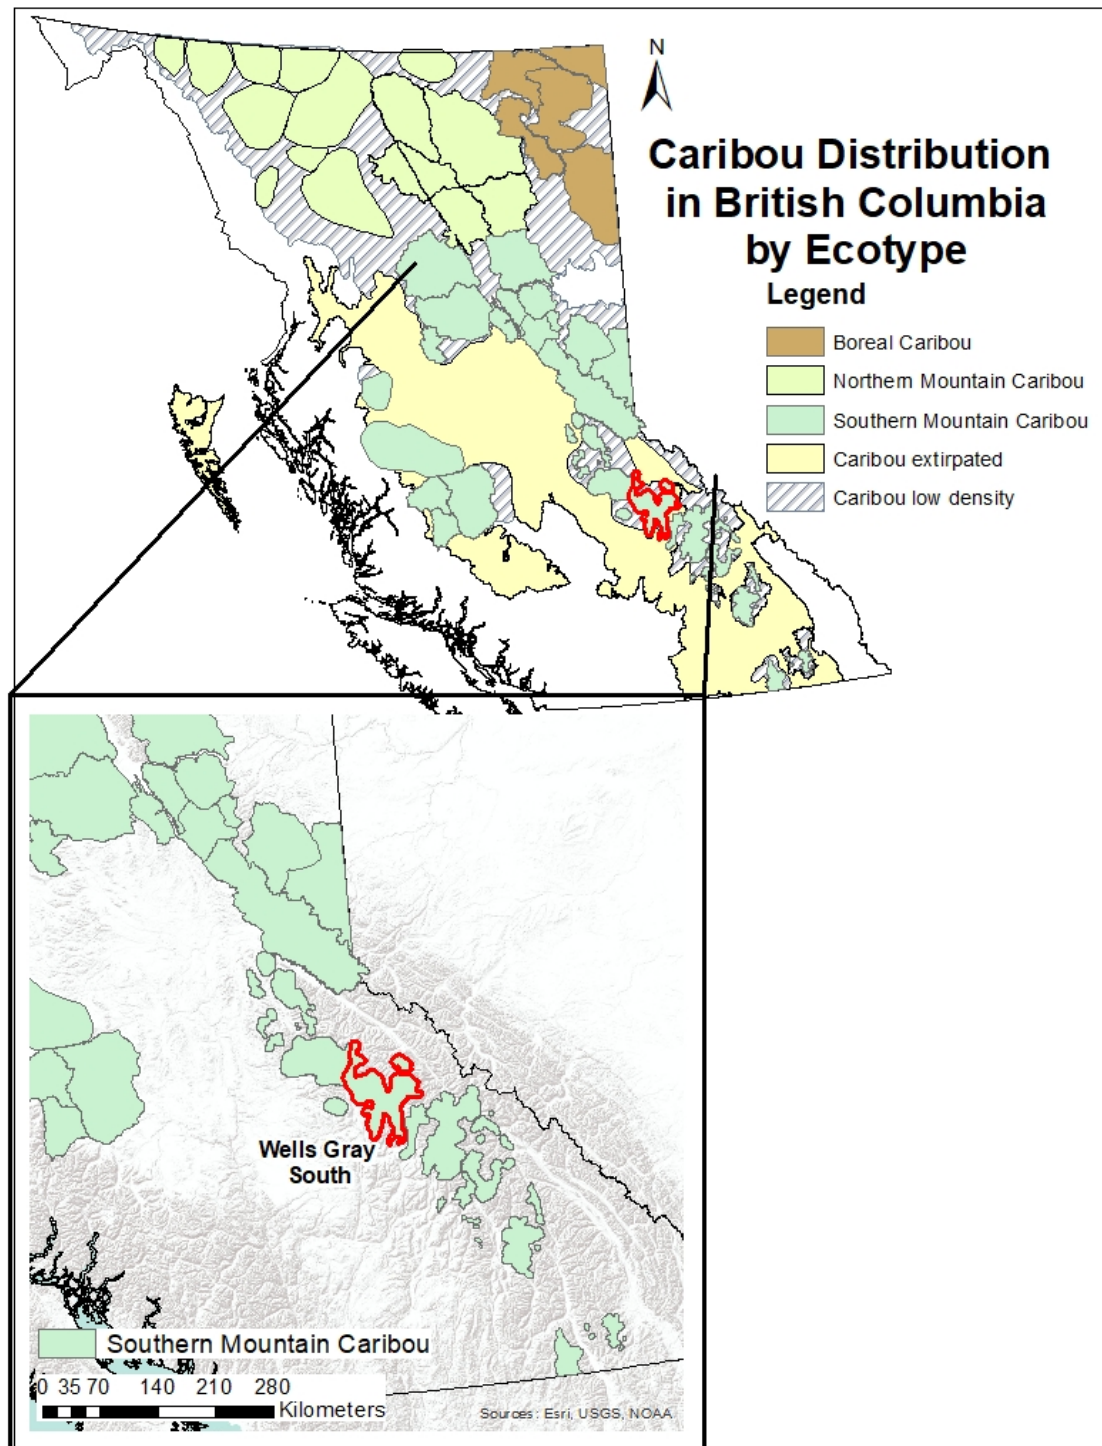 N
Caribou Distribution
in British Columbia
by Ecotype
Legend
Boreal Caribou
Northern Mountain Caribou
Southern Mountain Caribou
Caribou extirpated
Caribou low density
Wells Gray
South
Southern Mountain Caribou
0 35 70 140 210 280
Kilometers
Sources: Esri, USGS, NOAA